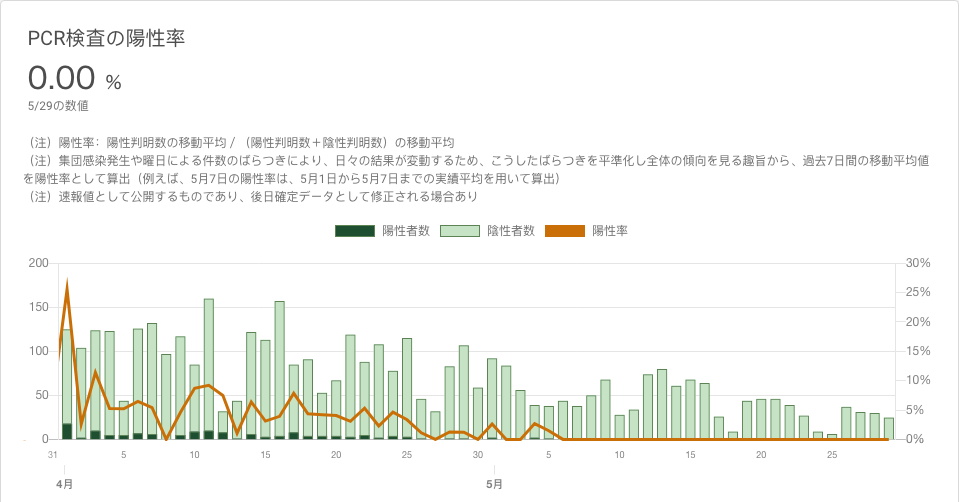 PCR検査の陽性率
0.00 %
5/29の数値
（注）陽性率：陽性判明数の移動平均 / （陽性判明数＋陰性判明数）の移動平均
（注）集団感染発生や曜日による件数のばらつきにより、日々の結果が変動するため、こうしたばらつきを平準化し全体の傾向を見る趣旨から、過去7日間の移動平均値
を陽性率として算出（例えば、5月7日の陽性率は、5月1日から5月7日までの実績平均を用いて算出）
（注）速報値として公開するものであり、後日確定データとして修正される場合あり
陽性者数 陰性者数 陽性率
200 30%
25%
150
20%
100 15%
10%
50
5%
0 0%
31 5 10 15 20 25 30 5 10 15 20 25
4月 5月